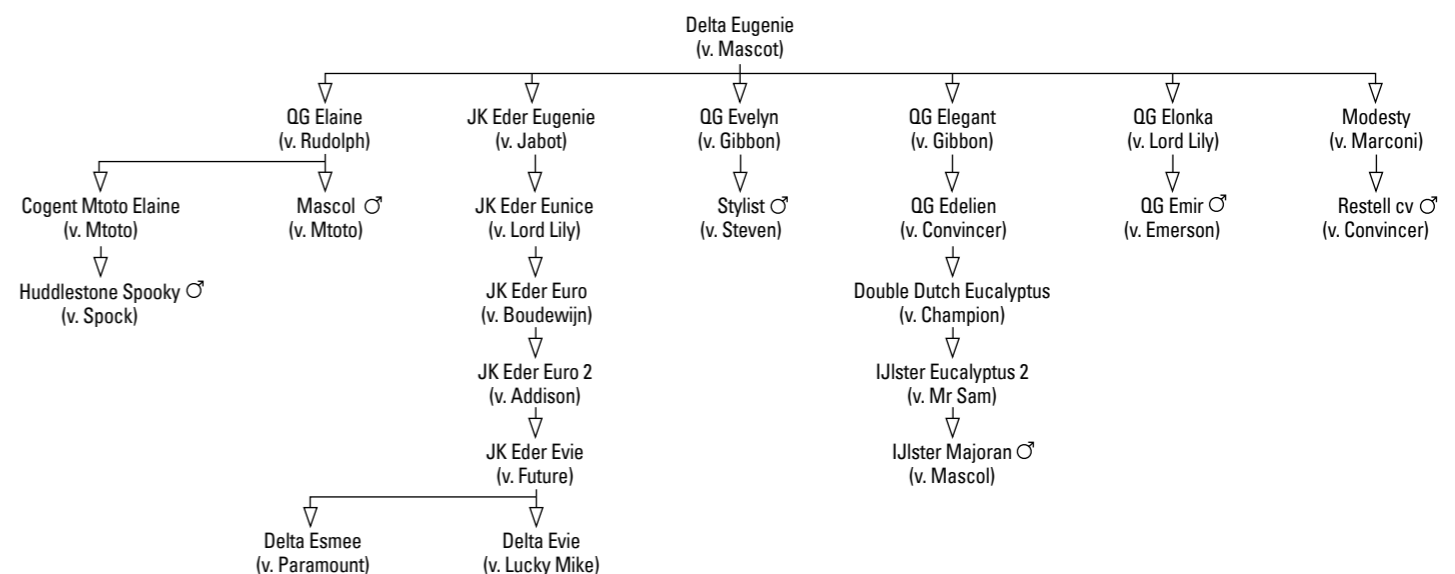 Delta Eugenie
(v. Mascot)
QG Elaine
(v. Rudolph)
JK Eder Eugenie
(v. Jabot)
QG Evelyn
(v. Gibbon)
QG Elegant
(v. Gibbon)
QG Elonka
(v. Lord Lily)
Modesty
(v. Marconi)
Cogent Mtoto Elaine
(v. Mtoto)
Mascol ♂
(v. Mtoto)
JK Eder Eunice
(v. Lord Lily)
Stylist ♂
(v. Steven)
QG Edelien
(v. Convincer)
QG Emir ♂
(v. Emerson)
Restell cv ♂
(v. Convincer)
Huddlestone Spooky ♂
(v. Spock)
JK Eder Euro
(v. Boudewijn)
Double Dutch Eucalyptus
(v. Champion)
JK Eder Euro 2
(v. Addison)
IJlster Eucalyptus 2
(v. Mr Sam)
JK Eder Evie
(v. Future)
IJlster Majoran ♂
(v. Mascol)
Delta Esmee
(v. Paramount)
Delta Evie
(v. Lucky Mike)